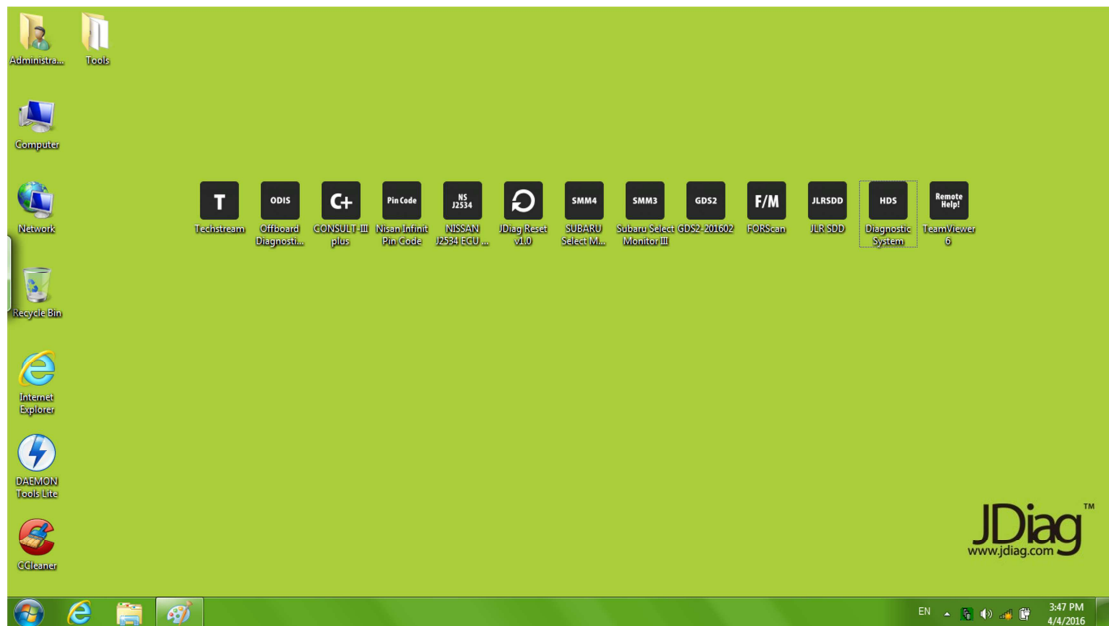 Administra...
Tools
Computer
Network
Recycle Bin
Internet
Explorer
DAEMON
Tools Lite
CCleaner
T
Techstream
ODIS
Offboard
Diagnosti...
C+
CONSULT-III
plus
Pin Code
Nisan Infinit
Pin Code
NS
J2534
NISSAN
J2534 ECU ...
JDiag Reset
v1.0
SMM4
SUBARU
Select M...
SMM3
Subaru Select
Monitor III
GDS2
GDS2-201602
F/M
FORScan
JLRSDD
JLR SDD
HDS
Diagnostic
System
Remote
Help!
TeamViewer
6
JDiag™
www.jdiag.com
EN
3:47 PM
4/4/2016